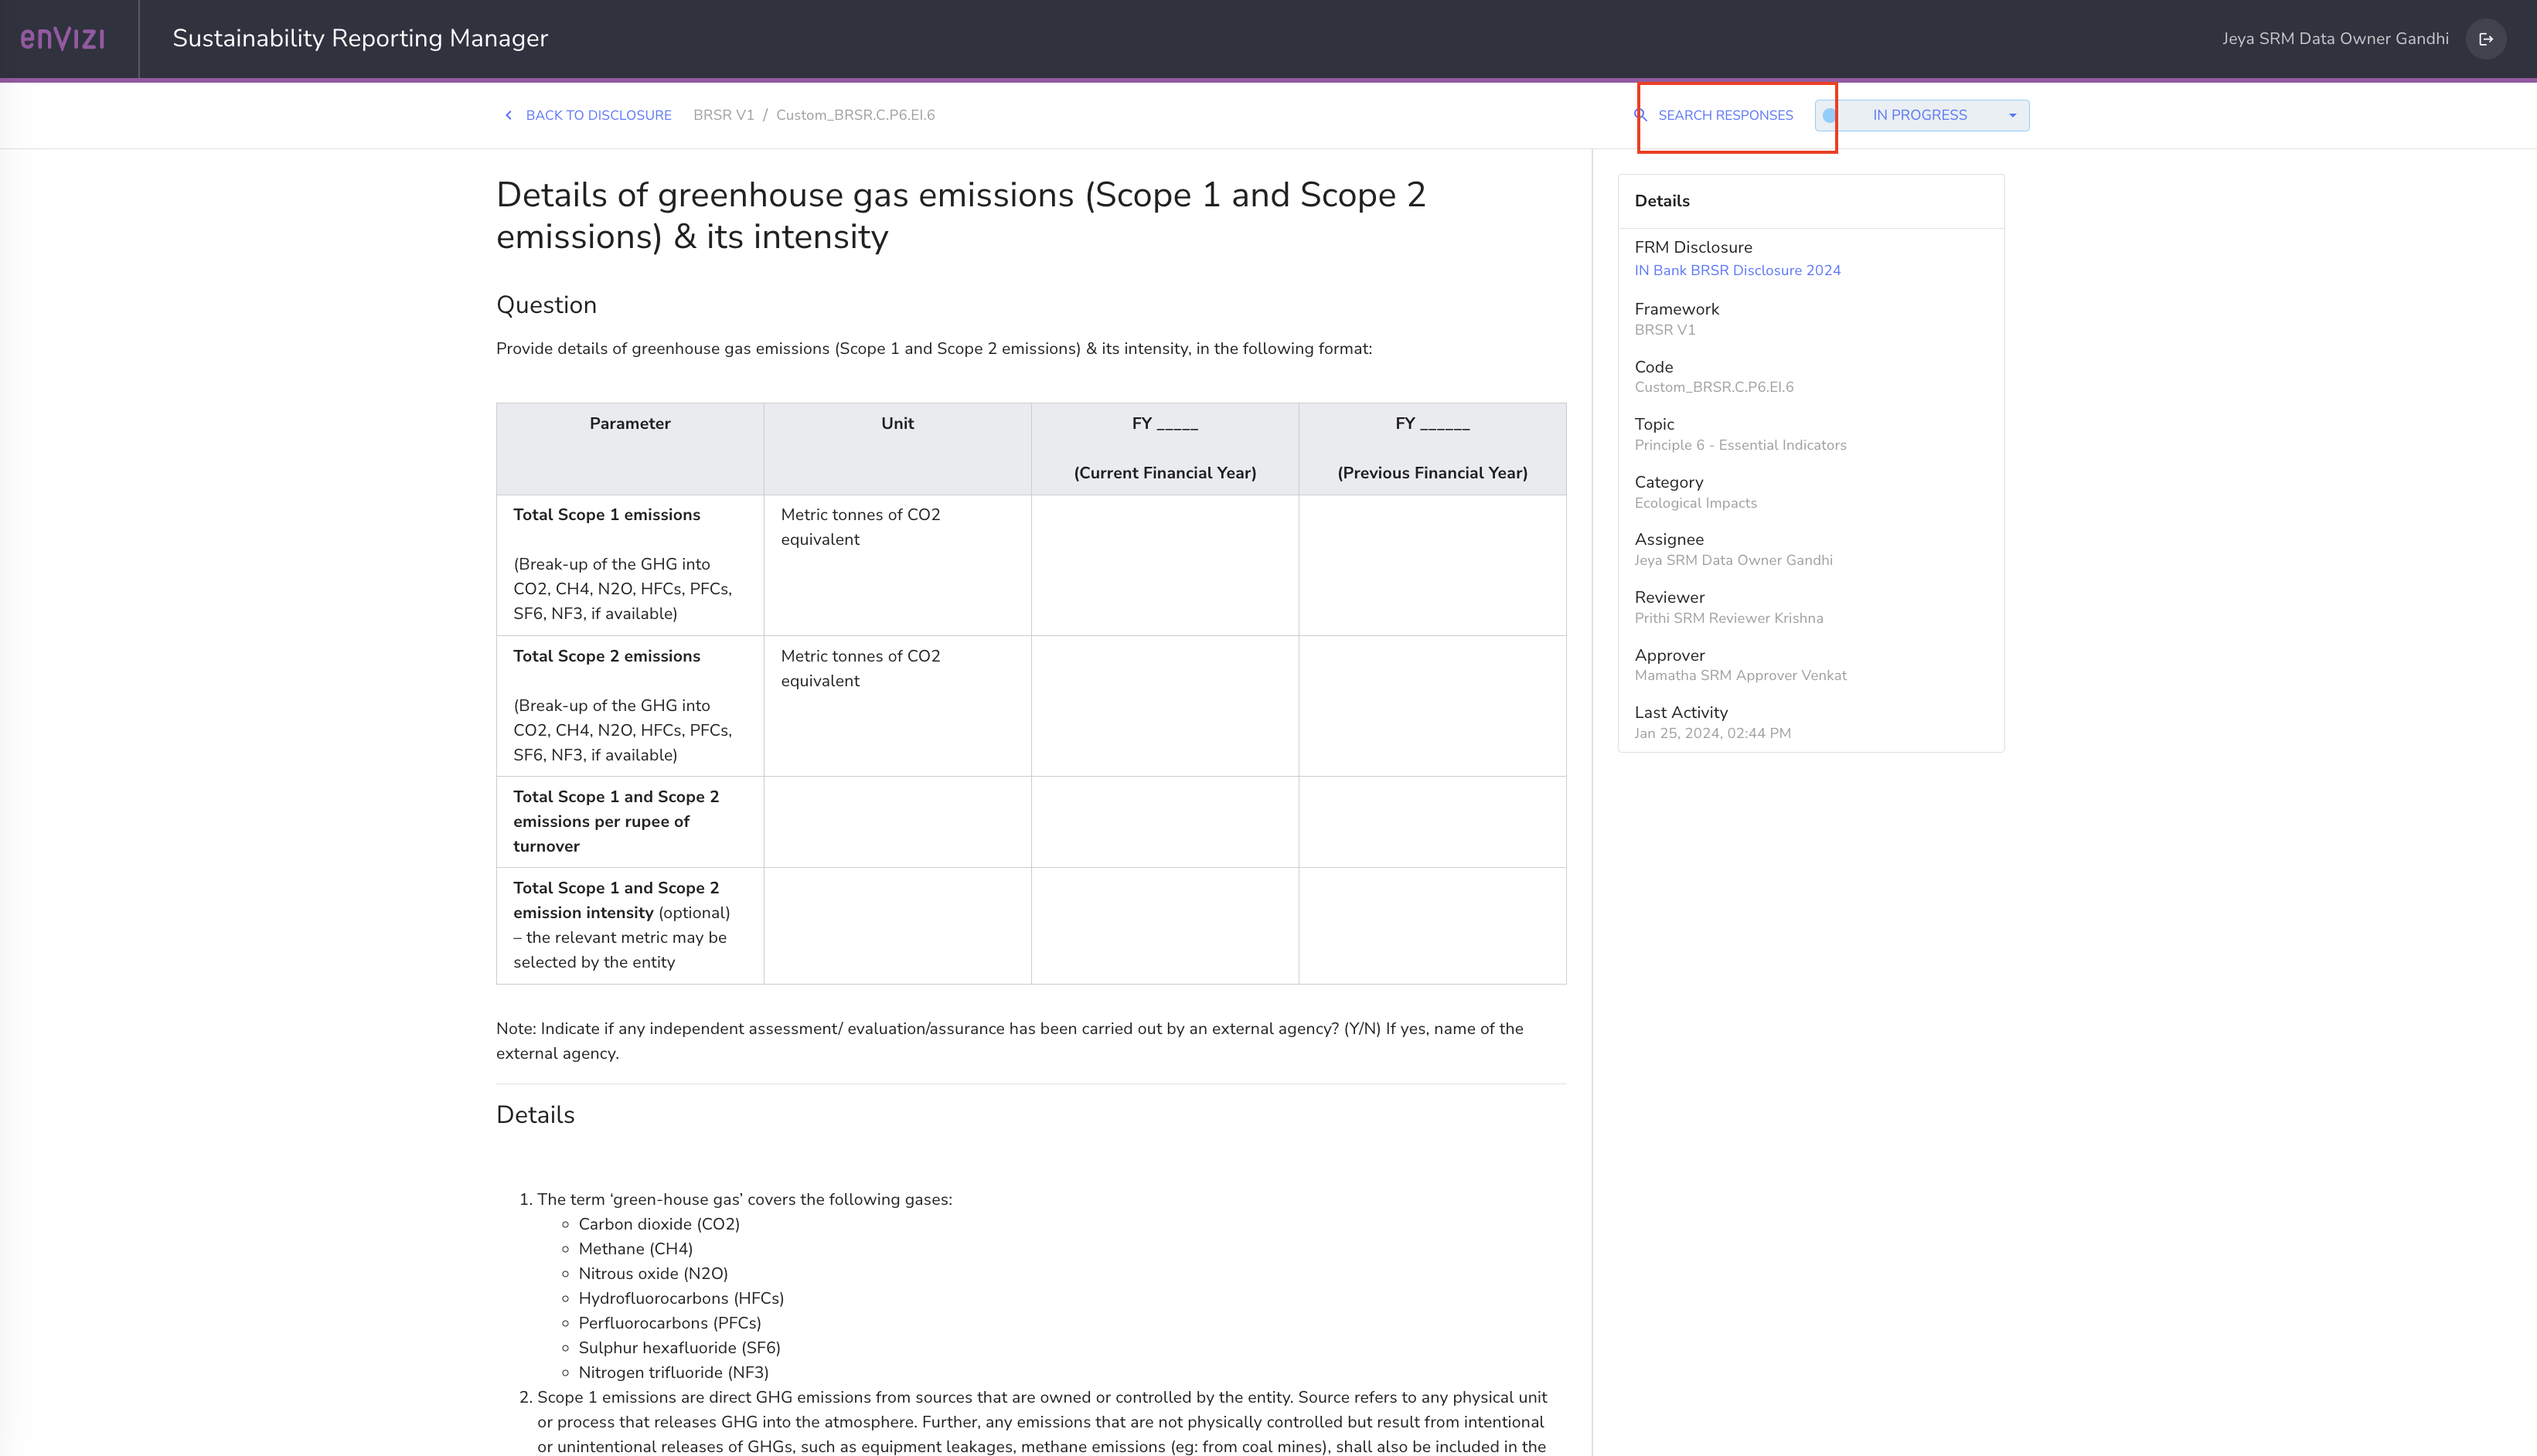 enVIZI
Sustainability Reporting Manager
Jeya SRM Data Owner Gandhi
BACK TO DISCLOSURE
BRSR V1 / Custom_BRSR.C.P6.EI.6
SEARCH RESPONSES
IN PROGRESS
Details of greenhouse gas emissions (Scope 1 and Scope 2
emissions) & its intensity
Question
Provide details of greenhouse gas emissions (Scope 1 and Scope 2 emissions) & its intensity, in the following format:
Parameter
Unit
FY _____
(Current Financial Year)
FY ______
(Previous Financial Year)
Total Scope 1 emissions
(Break-up of the GHG into
CO2, CH4, N2O, HFCs, PFCs,
SF6, NF3, if available)
Metric tonnes of CO2
equivalent
Total Scope 2 emissions
(Break-up of the GHG into
CO2, CH4, N2O, HFCs, PFCs,
SF6, NF3, if available)
Metric tonnes of CO2
equivalent
Total Scope 1 and Scope 2
emissions per rupee of
turnover
Total Scope 1 and Scope 2
emission intensity (optional)
– the relevant metric may be
selected by the entity
Note: Indicate if any independent assessment/ evaluation/assurance has been carried out by an external agency? (Y/N) If yes, name of the
external agency.
Details
1. The term ‘green-house gas’ covers the following gases:
Carbon dioxide (CO2)
Methane (CH4)
Nitrous oxide (N2O)
Hydrofluorocarbons (HFCs)
Perfluorocarbons (PFCs)
Sulphur hexafluoride (SF6)
Nitrogen trifluoride (NF3)
2. Scope 1 emissions are direct GHG emissions from sources that are owned or controlled by the entity. Source refers to any physical unit
or process that releases GHG into the atmosphere. Further, any emissions that are not physically controlled but result from intentional
or unintentional releases of GHGs, such as equipment leakages, methane emissions (eg: from coal mines), shall also be included in the
Details
FRM Disclosure
IN Bank BRSR Disclosure 2024
Framework
BRSR V1
Code
Custom_BRSR.C.P6.EI.6
Topic
Principle 6 - Essential Indicators
Category
Ecological Impacts
Assignee
Jeya SRM Data Owner Gandhi
Reviewer
Prithi SRM Reviewer Krishna
Approver
Mamatha SRM Approver Venkat
Last Activity
Jan 25, 2024, 02:44 PM